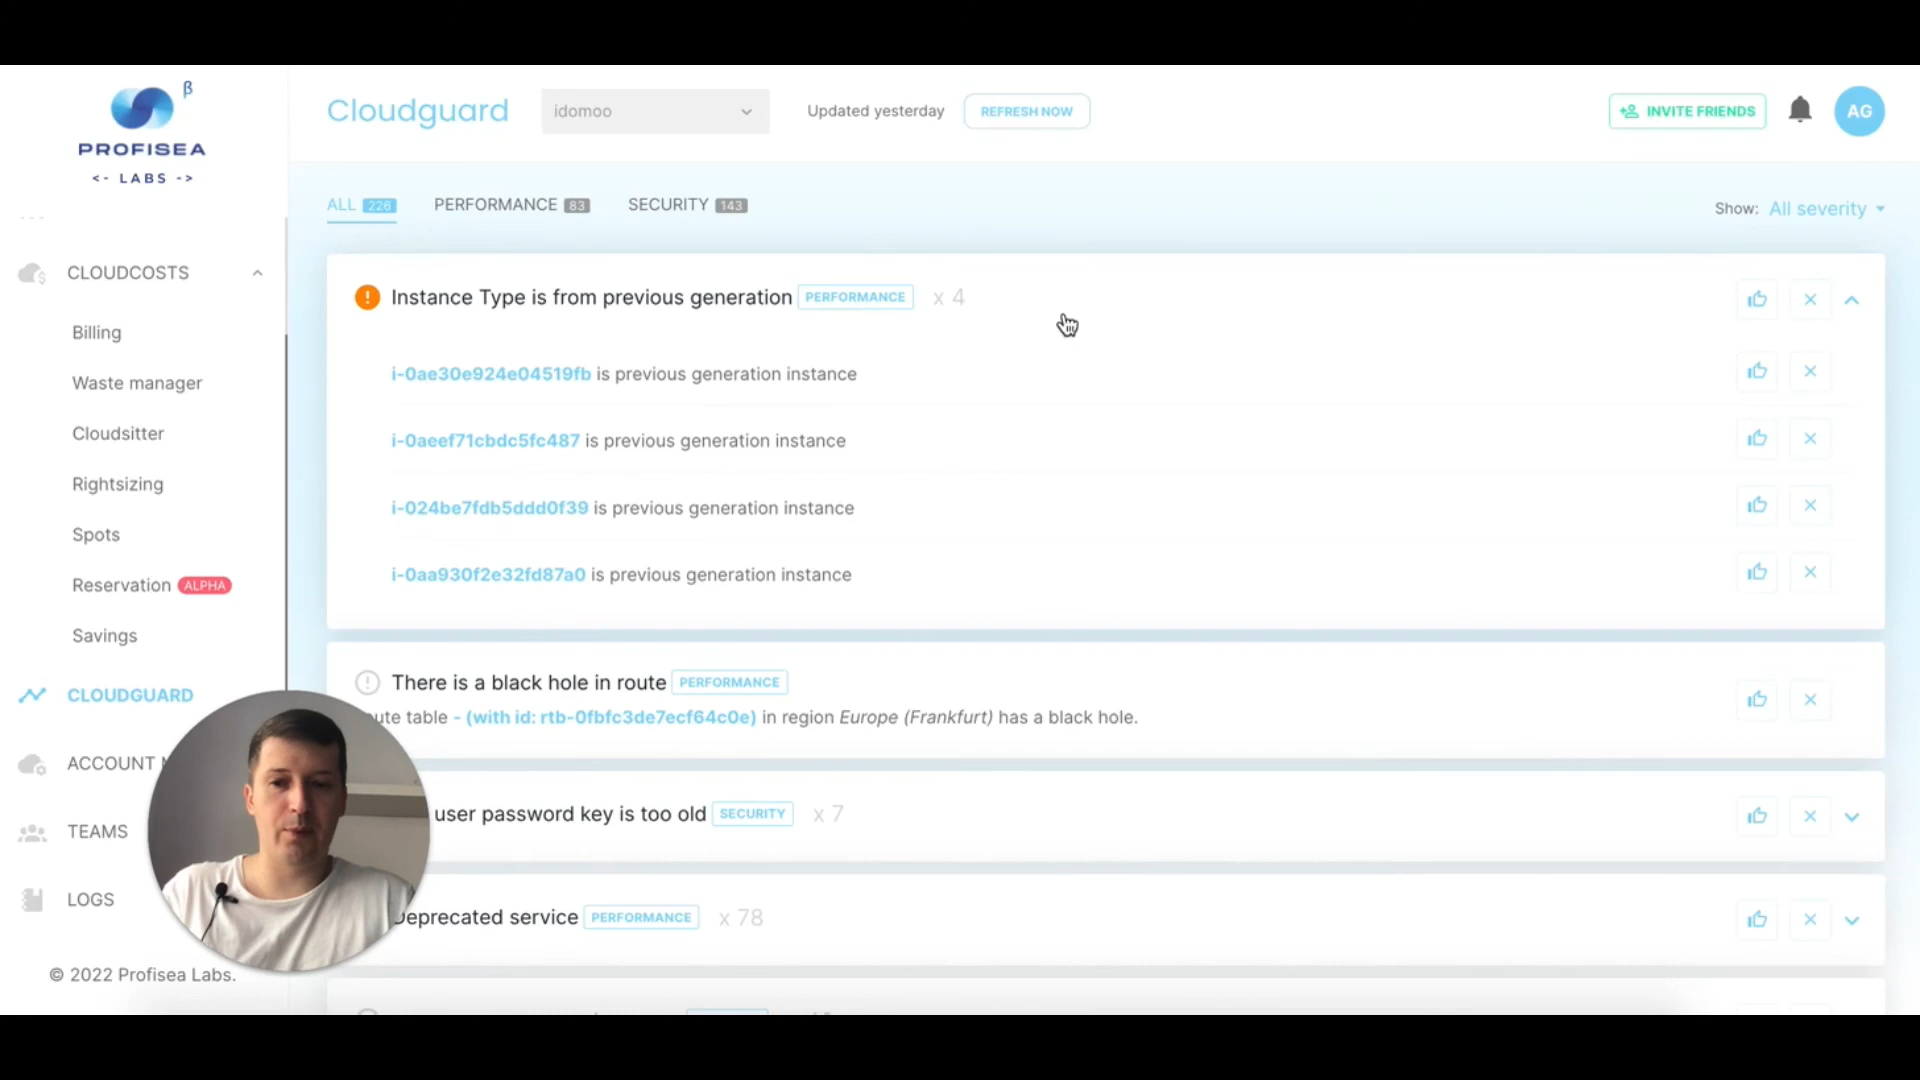 β
PROFISEA
<- LABS ->
Cloudguard
idomoo
Updated yesterday
REFRESH NOW
INVITE FRIENDS
AG
ALL 226
PERFORMANCE 83
SECURITY 143
Show: All severity
CLOUDCOSTS
Billing
Waste manager
Cloudsitter
Rightsizing
Spots
Reservation ALPHA
Savings
CLOUDGUARD
ACCOUNT
TEAMS
LOGS
© 2022 Profisea Labs.
Instance Type is from previous generation PERFORMANCE x 4
i-0ae30e924e04519fb is previous generation instance
i-0aeef71cbdc5fc487 is previous generation instance
i-024be7fdb5ddd0f39 is previous generation instance
i-0aa930f2e32fd87a0 is previous generation instance
There is a black hole in route PERFORMANCE
ute table - (with id: rtb-0fbfc3de7ecf64c0e) in region Europe (Frankfurt) has a black hole.
user password key is too old SECURITY x 7
Deprecated service PERFORMANCE x 78